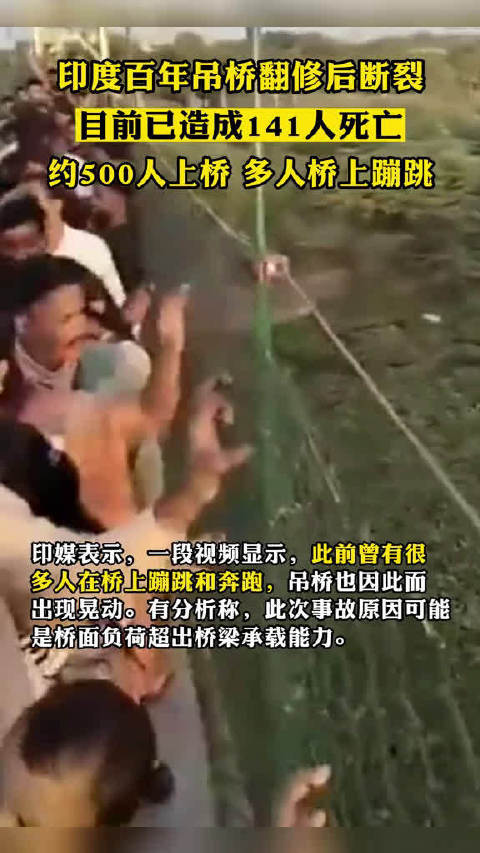 印度百年吊桥翻修后断裂
目前已造成141人死亡
约500人上桥 多人桥上蹦跳
印媒表示，一段视频显示，此前曾有很
多人在桥上蹦跳和奔跑，吊桥也因此而
出现晃动。有分析称，此次事故原因可能
是桥面负荷超出桥梁承载能力。